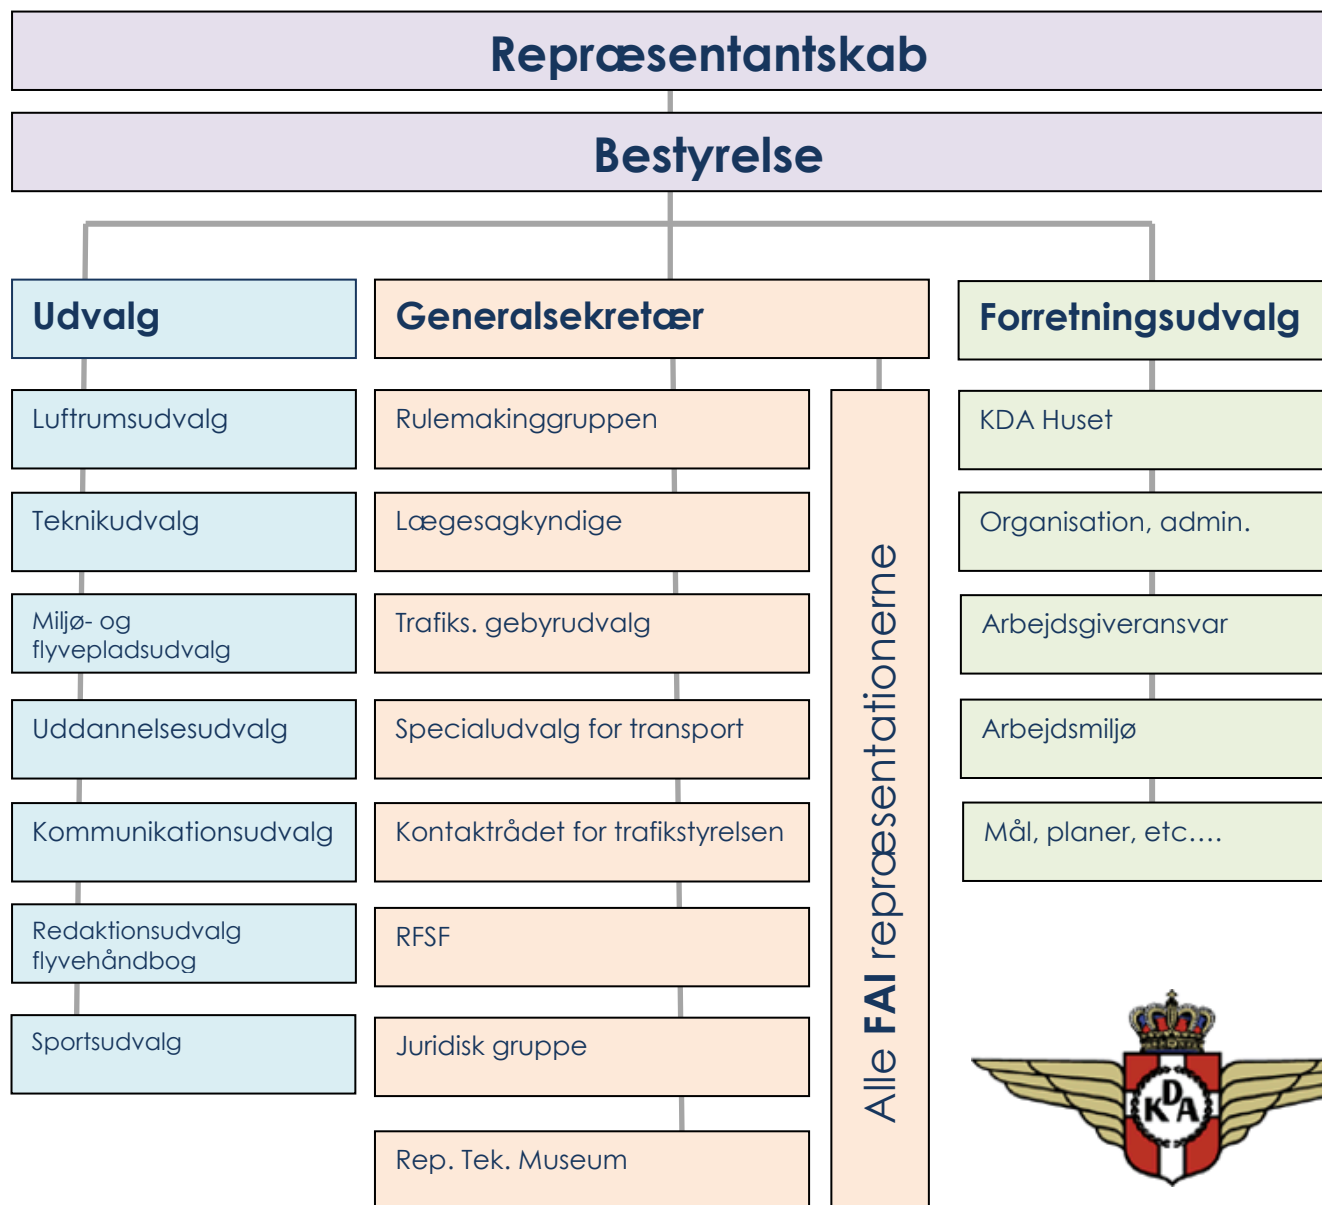 Repræsentantskab
Bestyrelse
Udvalg
Luftrumsudvalg
Teknikudvalg
Miljø- og
flyvepladsudvalg
Uddannelsesudvalg
Kommunikationsudvalg
Redaktionsudvalg
flyvehåndbog
Sportsudvalg
Generalsekretær
Rulemakinggruppen
Lægesagkyndige
Trafiks. gebyrudvalg
Specialudvalg for transport
Kontaktrådet for trafikstyrelsen
RFSF
Juridisk gruppe
Rep. Tek. Museum
Alle FAI repræsentationerne
Forretningsudvalg
KDA Huset
Organisation, admin.
Arbejdsgiveransvar
Arbejdsmiljø
Mål, planer, etc....
KDA